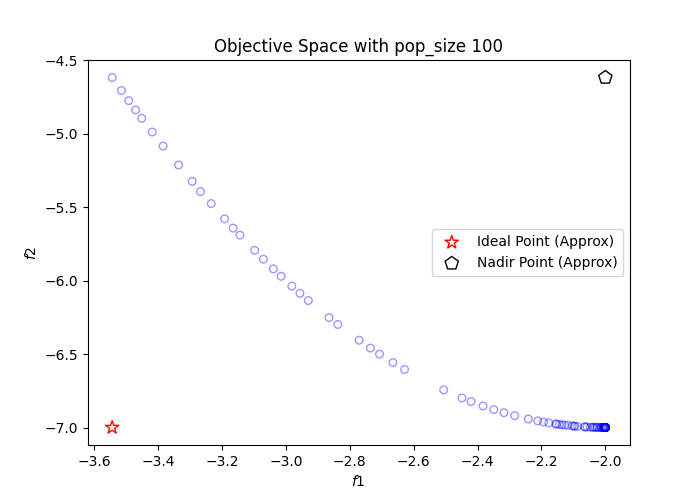 Objective Space with pop_size 100
−4.5
−5.0
−5.5
−6.0
−6.5
−7.0
f2
Ideal Point (Approx)
Nadir Point (Approx)
−3.6 −3.4 −3.2 −3.0 −2.8 −2.6 −2.4 −2.2 −2.0
f1